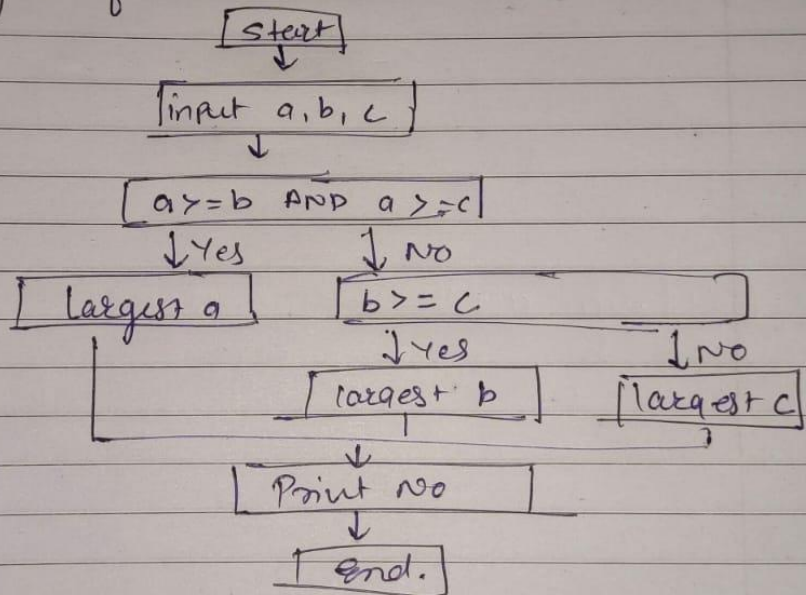 Start
input a, b, c
a >= b AND a >= c
Yes No
largest a b >= c
Yes No
largest b largest c
Print No
End.